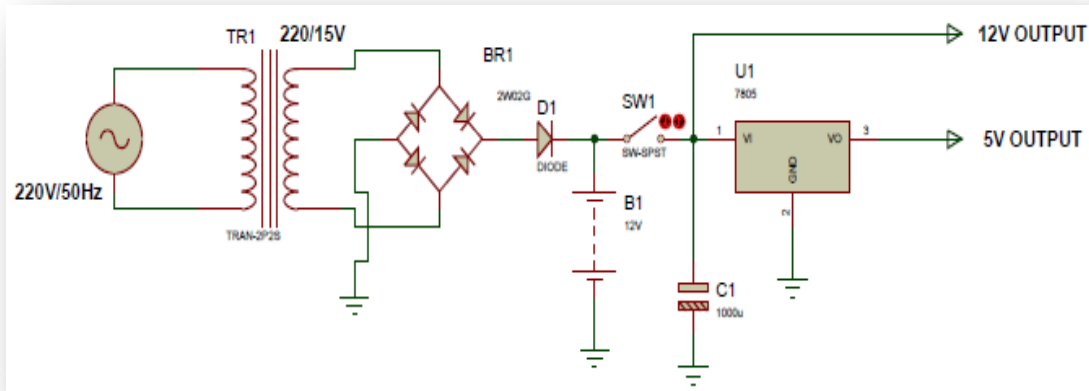 TR1
220/15V
220V/50Hz
TRAN-2P2S
BR1
2W02G
D1
DIODE
B1
12V
SW1
SW-SPST
C1
1000u
U1
7805
1
VI
VO
3
GND
2
12V OUTPUT
5V OUTPUT